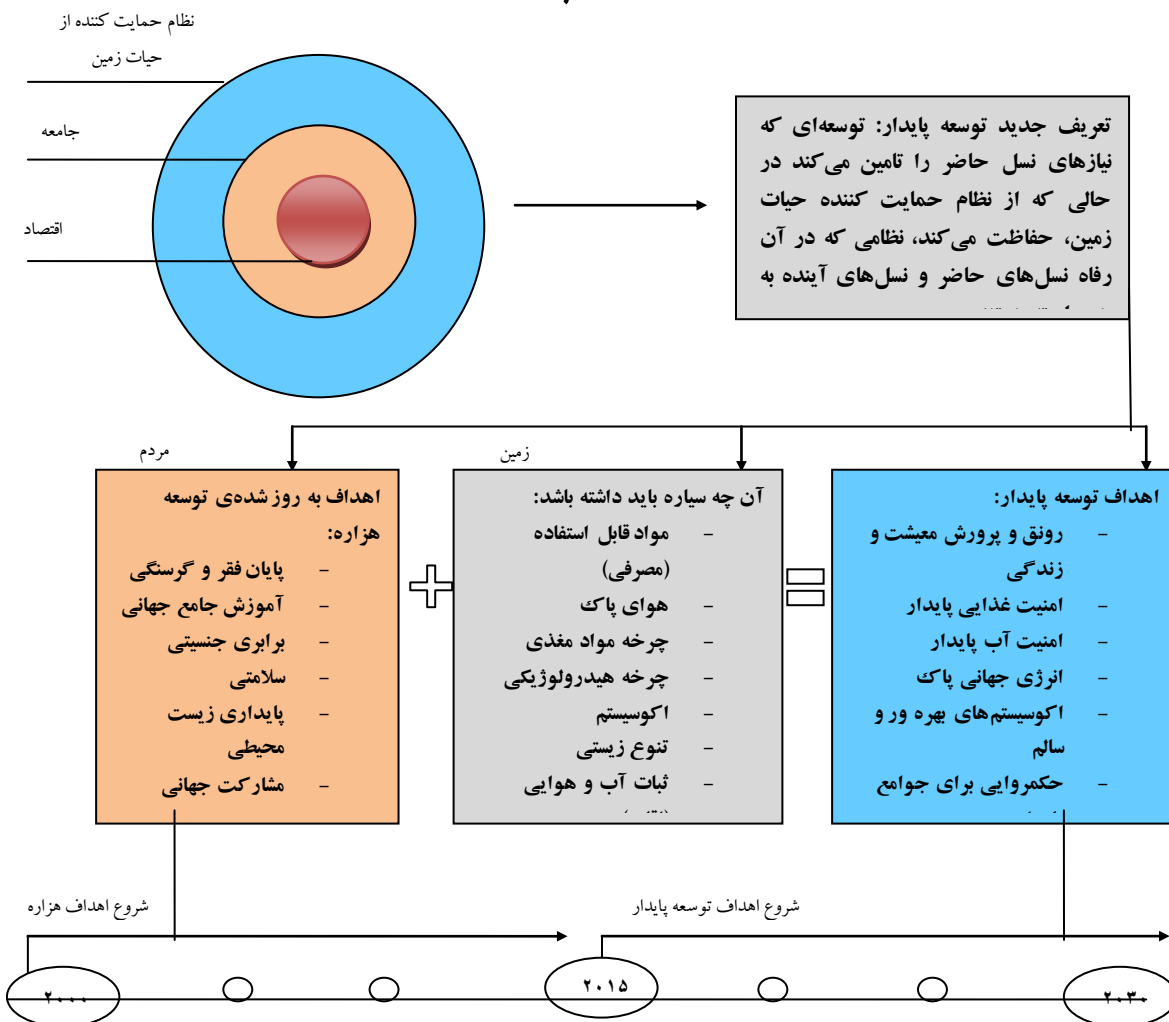 نظام حمایت کننده از
حیات زمین
جامعه
اقتصاد
تعریف جدید توسعه پایدار: توسعه‌ای که
نیازهای نسل حاضر را تامین می‌کند در
حالی که از نظام حمایت کننده حیات
زمین، حفاظت می‌کند، نظامی که در آن
رفاه نسل‌های حاضر و نسل‌های آینده به
مردم
اهداف به روز شده‌ی توسعه
هزاره:
- پایان فقر و گرسنگی
- آموزش جامع جهانی
- برابری جنسیتی
- سلامتی
- پایداری زیست
محیطی
- مشارکت جهانی
زمین
آن چه سیاره باید داشته باشد:
- مواد قابل استفاده
(مصرفی)
- هوای پاک
- چرخه مواد مغذی
- چرخه هیدرولوژیکی
- اکوسیستم
- تنوع زیستی
- ثبات آب و هوایی
اهداف توسعه پایدار:
- رونق و پرورش معیشت و
زندگی
- امنیت غذایی پایدار
- امنیت آب پایدار
- انرژی جهانی پاک
- اکوسیستم‌های بهره ور و
سالم
- حکمروایی برای جوامع
شروع اهداف هزاره
شروع اهداف توسعه پایدار
۲۰۰۰
۲۰۱۵
۲۰۳۰